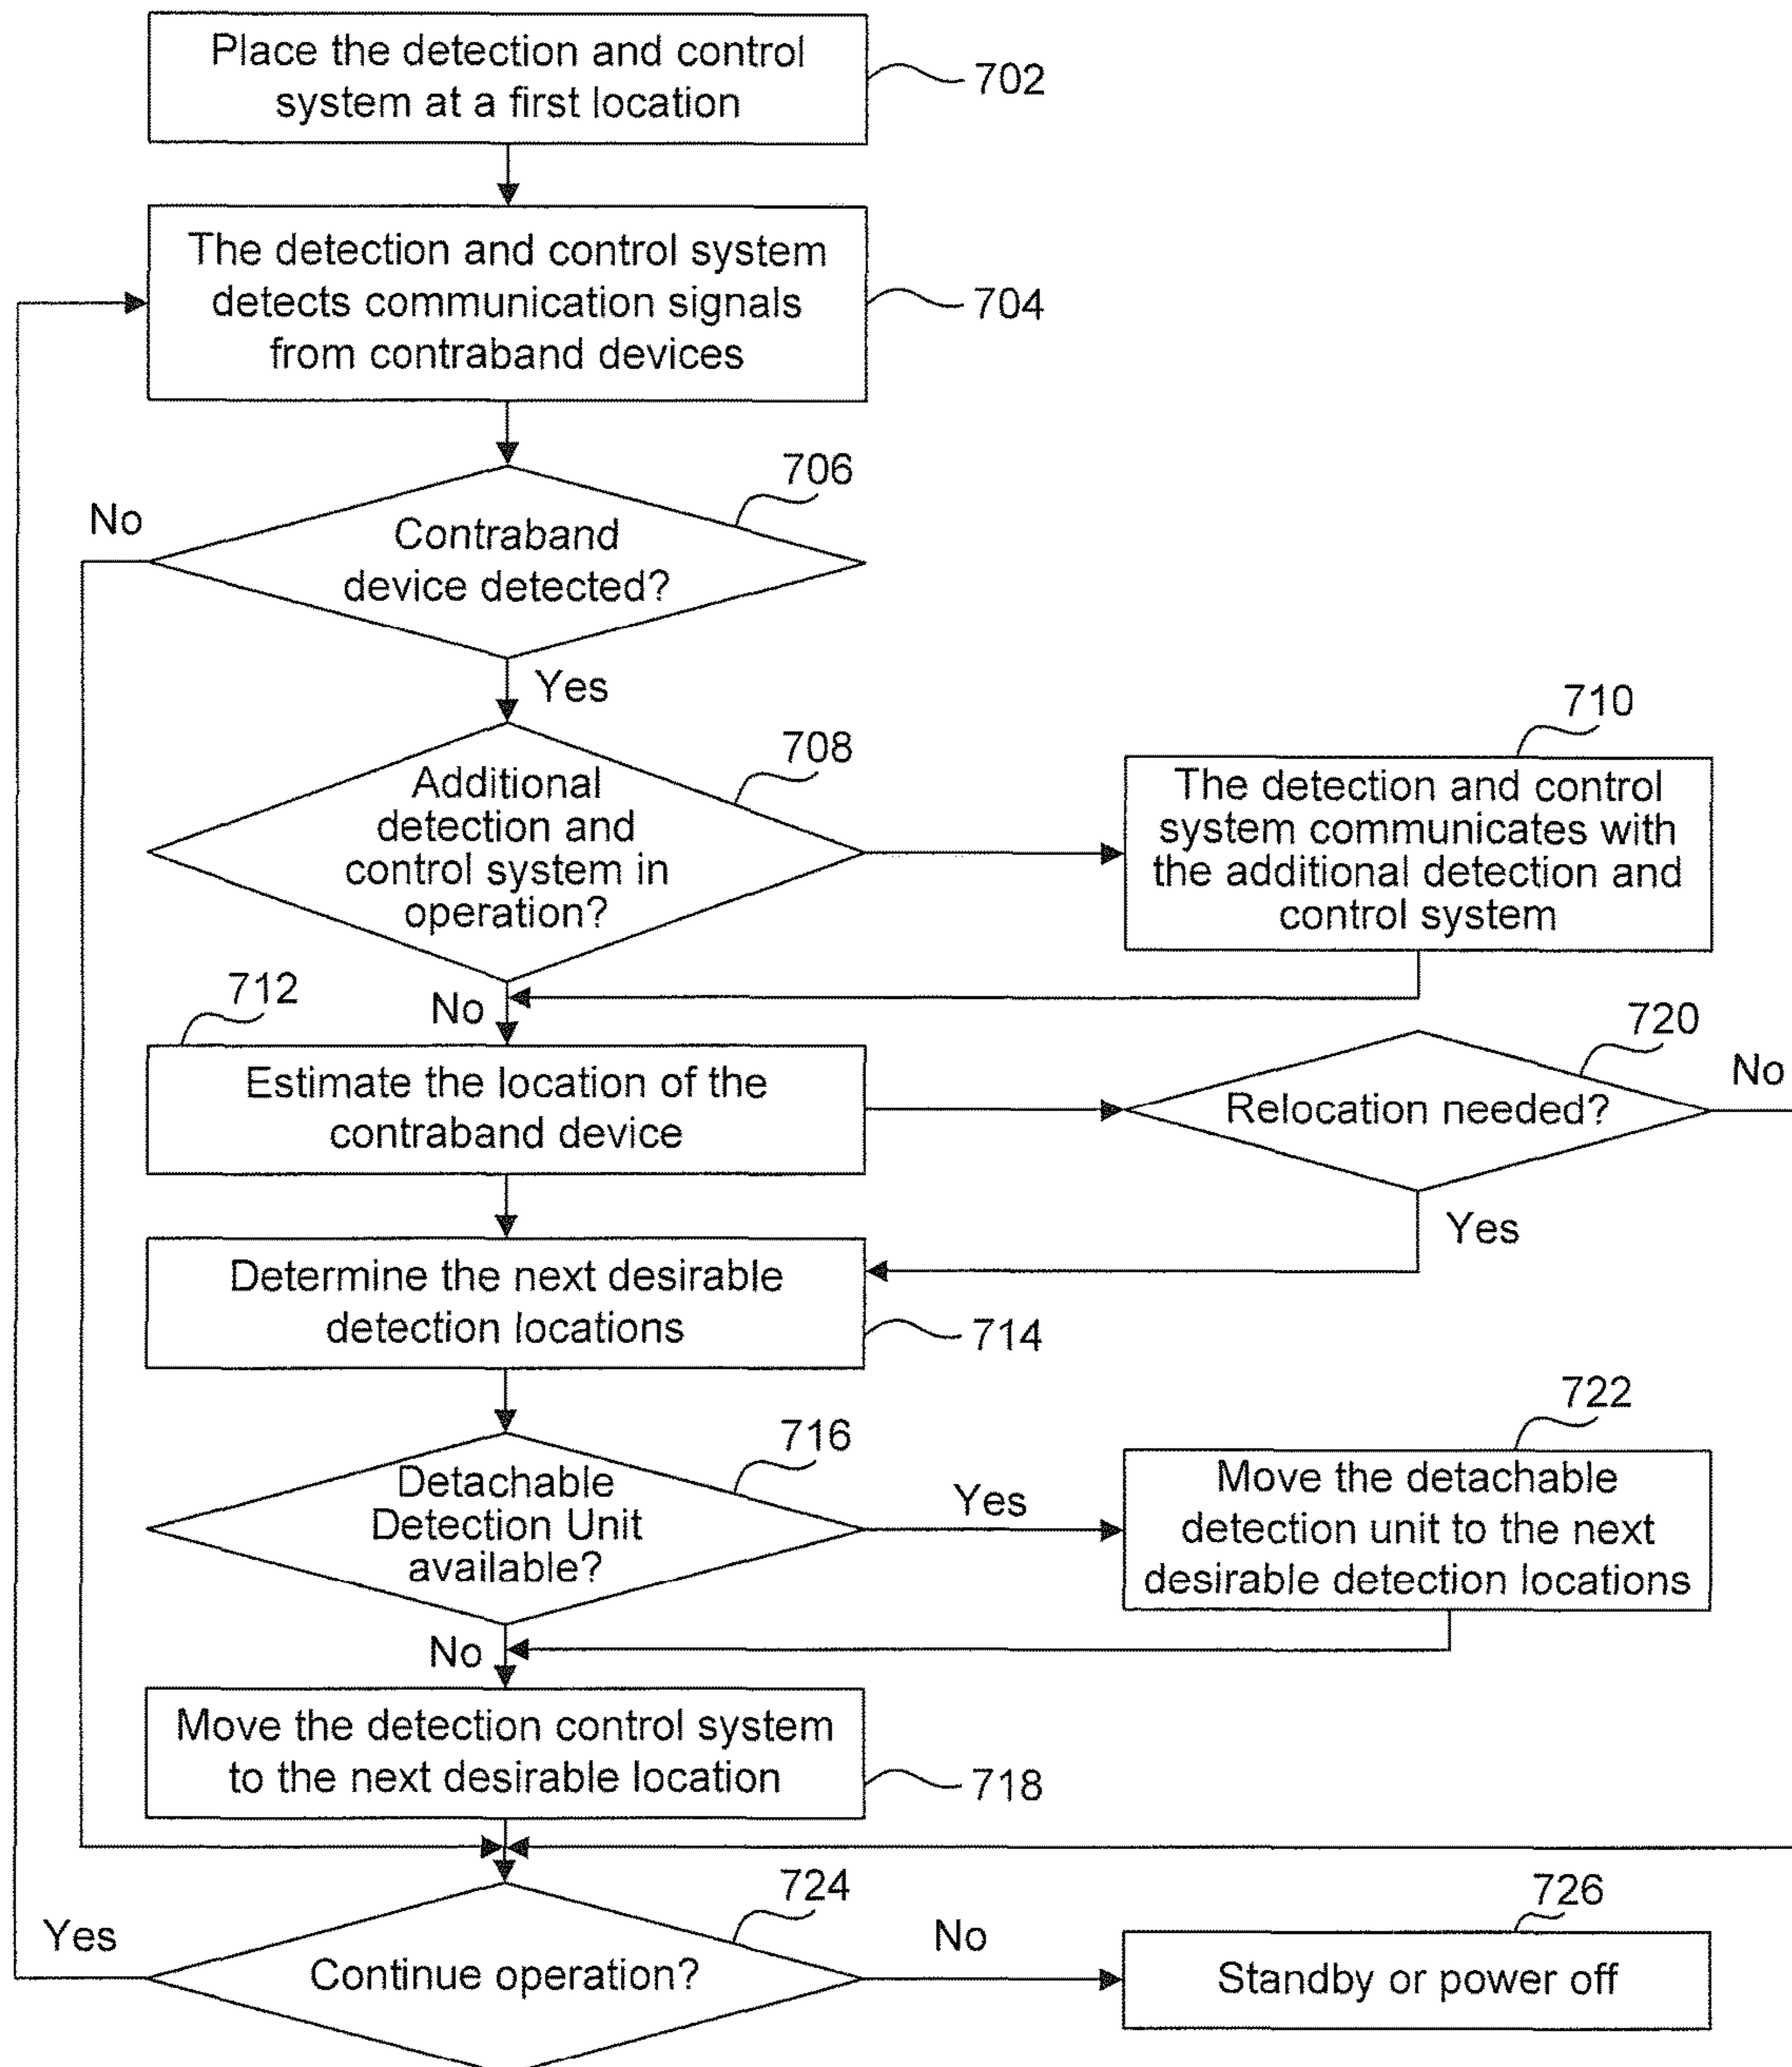 Place the detection and control
system at a first location
702
The detection and control system
detects communication signals
from contraband devices
704
706
No
Contraband
device detected?
Yes
708
Additional
detection and
control system in
operation?
710
The detection and control
system communicates with
the additional detection and
control system
No
712
Estimate the location of the
contraband device
720
Relocation needed?
No
Yes
Determine the next desirable
detection locations
714
716
Detachable
Detection Unit
available?
Yes
722
Move the detachable
detection unit to the next
desirable detection locations
No
Move the detection control system
to the next desirable location
718
724
Yes
Continue operation?
No
726
Standby or power off